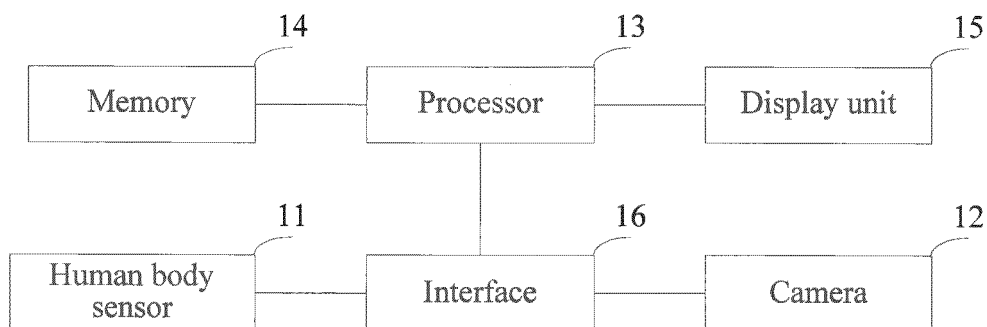 14
13
15
Memory
Processor
Display unit
11
16
12
Human body
sensor
Interface
Camera